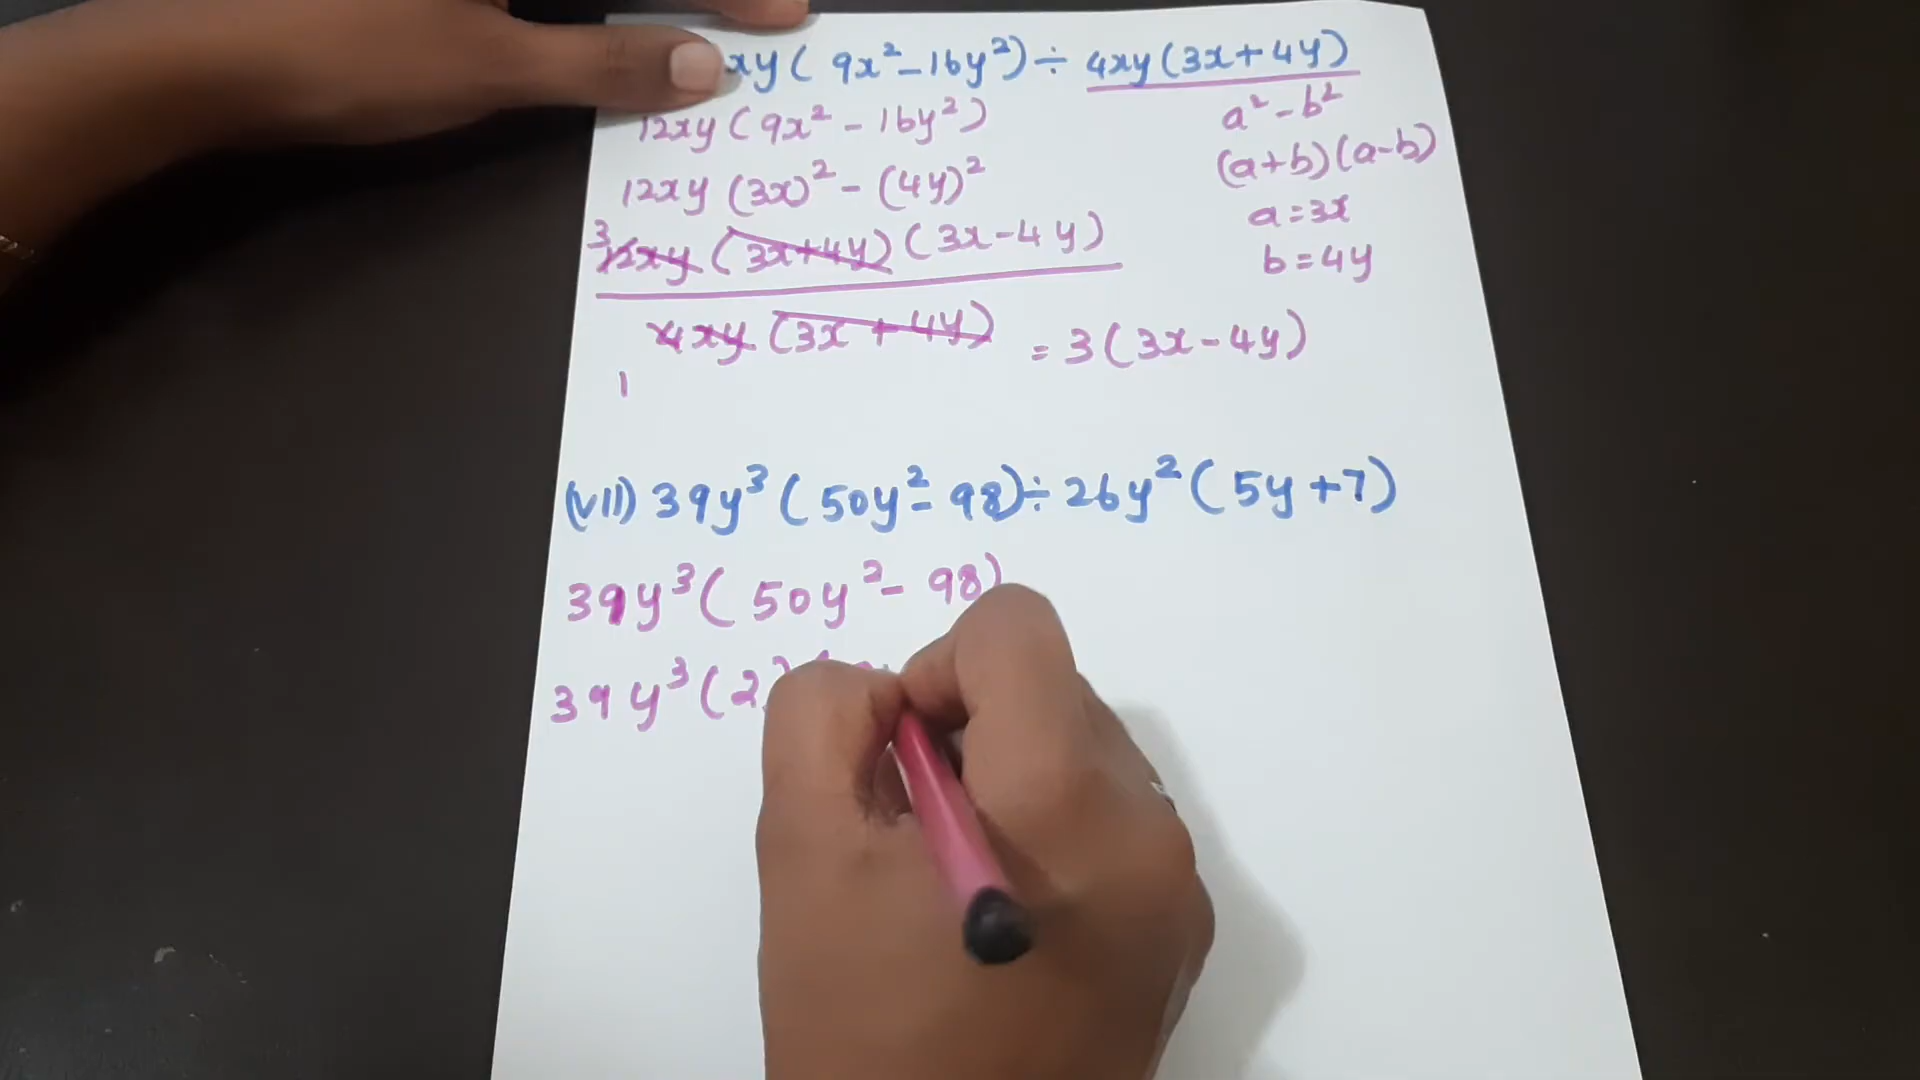 xy ( 9x² - 16y²) ÷ 4xy (3x + 4y)
12xy ( 9x² - 16y²)
a² - b²
12xy (3x)² - (4y)²
(a+b) (a-b)
a = 3x
3
12xy (3x+4y) (3x - 4y)
b = 4y
4xy (3x + 4y) = 3 (3x - 4y)
1
(vii) 39y³ ( 50y² - 98) ÷ 26y² ( 5y + 7)
39y³ ( 50y² - 98)
39y³ (2